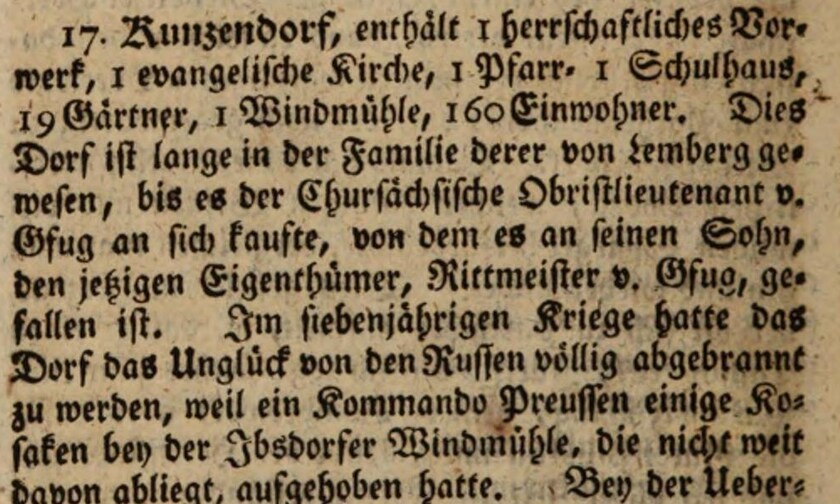 17. Kunzendorf, enthält 1 herrschaftliches Vor-
werk, 1 evangelische Kirche, 1 Pfarr- 1 Schulhaus,
19 Gärtner, 1 Windmühle, 160 Einwohner. Dies
Dorf ist lange in der Familie derer von Lemberg ge-
wesen, bis es der Chursächsische Obristlieutenant v.
Gfug an sich kaufte, von dem es an seinen Sohn,
den jetzigen Eigenthümer, Rittmeister v. Gfug, ge-
fallen ist. Im siebenjährigen Kriege hatte das
Dorf das Unglück von den Russen völlig abgebrannt
zu werden, weil ein Kommando Preussen einige Ko-
saken bey der Ibsdorfer Windmühle, die nicht weit
davon abliegt, aufgehoben hatte. Bey der Ueber-